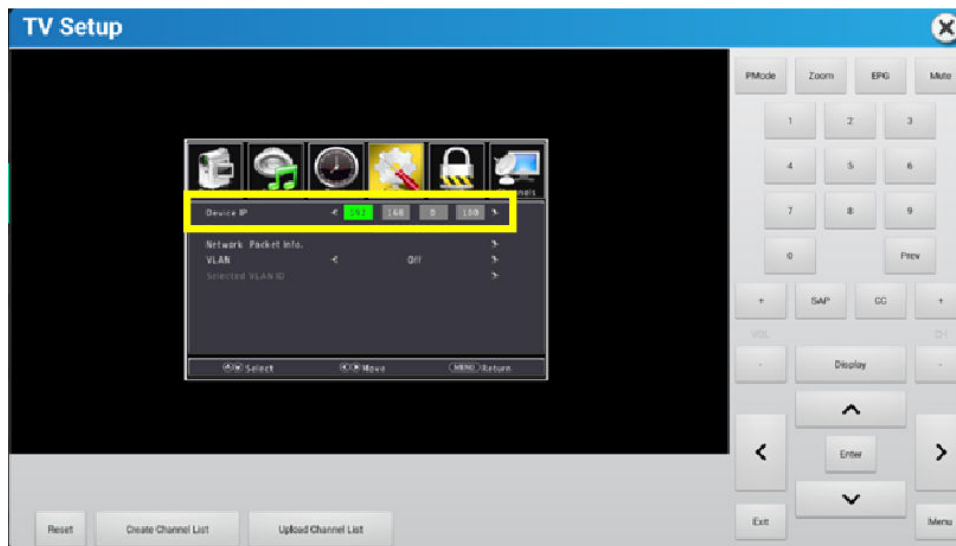 TV Setup
PMode Zoom EPG Mute
1 2 3
4 5 6
7 8 9
0 Prev
+ SAP CC +
VOL CH
- Display -
Enter
Exit Menu
Device IP 192 168 0 180
Network Packet Info.
VLAN Off
Selected VLAN ID
Select Move MENU Return
Reset Create Channel List Upload Channel List